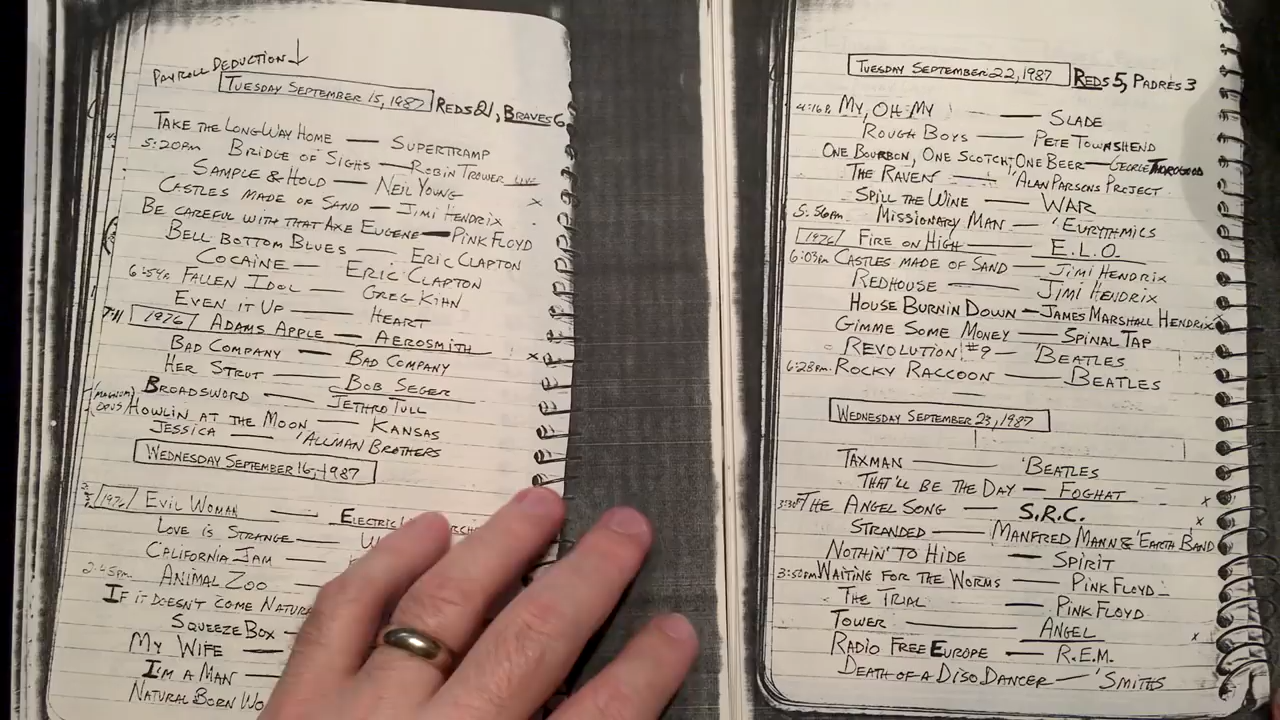 PAYROLL DEDUCTION ↓
TUESDAY SEPTEMBER 15, 1987 REDS 21, BRAVES 6
TAKE THE LONG WAY HOME — SUPERTRAMP
5:20PM BRIDGE OF SIGHS — ROBIN TROWER LIVE
SAMPLE & HOLD — NEIL YOUNG
CASTLES MADE OF SAND — JIMI HENDRIX x
BE CAREFUL WITH THAT AXE EUGENE — PINK FLOYD
BELL BOTTOM BLUES — ERIC CLAPTON
COCAINE — ERIC CLAPTON
6:54P. FALLEN IDOL — GREG KIHN
EVEN IT UP — HEART
1976 ADAMS APPLE — AEROSMITH
BAD COMPANY — BAD COMPANY x
HER STRUT — BOB SEGER
BROADSWORD — JETHRO TULL
(MAGNUM OPUS) HOWLIN AT THE MOON — KANSAS
JESSICA — 'ALLMAN BROTHERS
WEDNESDAY SEPTEMBER 16, 1987
1976 EVIL WOMAN — ELECTRIC
LOVE IS STRANGE —
CALIFORNIA JAM —
2:45PM. ANIMAL ZOO —
IF IT DOESN'T COME
SQUEEZE BOX —
MY WIFE —
I'M A MAN —
NATURAL BORN
TUESDAY SEPTEMBER 22, 1987 REDS 5, PADRES 3
4:16P. MY, OH MY — SLADE
ROUGH BOYS — PETE TOWNSHEND
ONE BOURBON, ONE SCOTCH, ONE BEER — GEORGE THOROGOOD
THE RAVEN — 'ALAN PARSONS PROJECT
SPILL THE WINE — WAR
5:56PM MISSIONARY MAN — 'EURYTHMICS
1976 FIRE ON HIGH — E.L.O.
6:03PM CASTLES MADE OF SAND — JIMI HENDRIX
REDHOUSE — JIMI HENDRIX
HOUSE BURNIN DOWN — JAMES MARSHALL HENDRIX
GIMME SOME MONEY — SPINAL TAP
REVOLUTION #9 — 'BEATLES
6:28PM. ROCKY RACCOON — BEATLES
WEDNESDAY SEPTEMBER 23, 1987
TAXMAN — 'BEATLES
THAT'LL BE THE DAY — FOGHAT x
3:30P THE ANGEL SONG — S.R.C. x
STRANDED — MANFRED MANN & 'EARTH BAND
NOTHIN' TO HIDE — SPIRIT
3:50PM WAITING FOR THE WORMS — PINK FLOYD
THE TRIAL — PINK FLOYD
TOWER — ANGEL x
RADIO FREE EUROPE — R.E.M.
DEATH OF A DISO DANCER — 'SMITHS